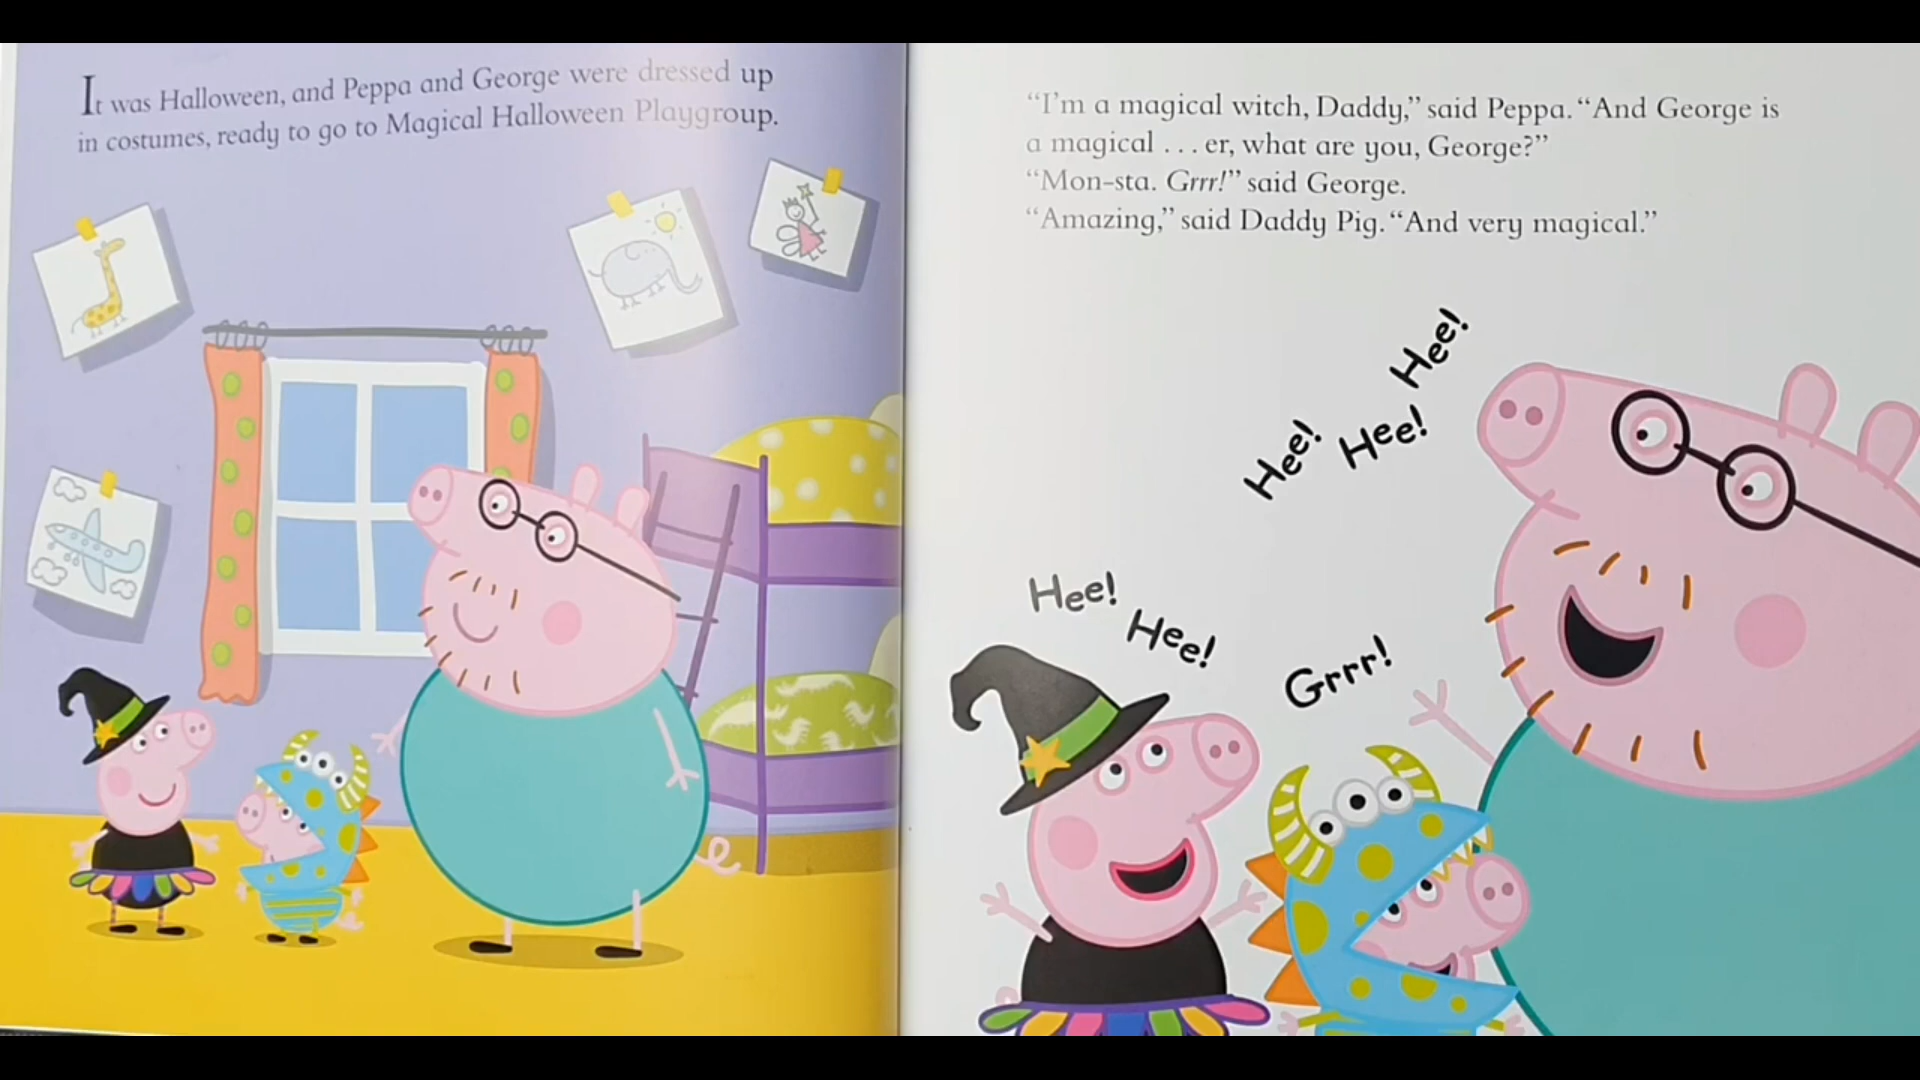 It was Halloween, and Peppa and George were dressed up
in costumes, ready to go to Magical Halloween Playgroup.
“I’m a magical witch, Daddy,” said Peppa. “And George is
a magical . . . er, what are you, George?”
“Mon-sta. Grrr!” said George.
“Amazing,” said Daddy Pig. “And very magical.”
Hee!
Hee!
Hee!
Hee!
Hee!
Grrr!